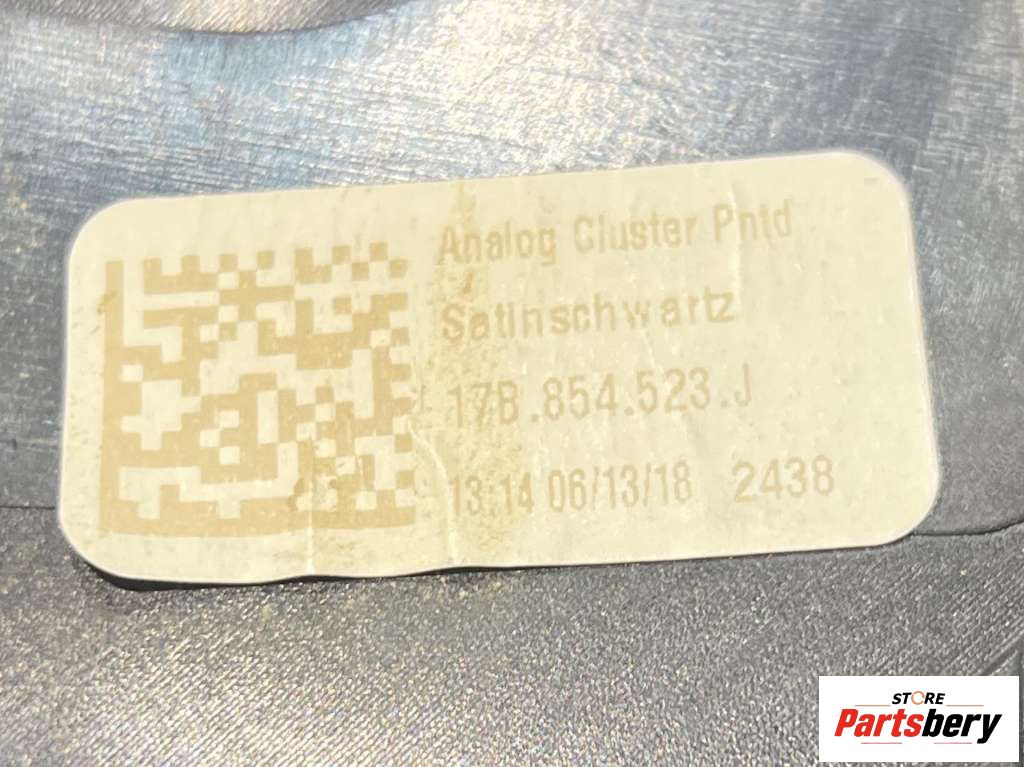 Analog Cluster Pntd
Satinschwartz
17B.854.523.J
13:14 06/13/18 2438
STORE
Partsbery